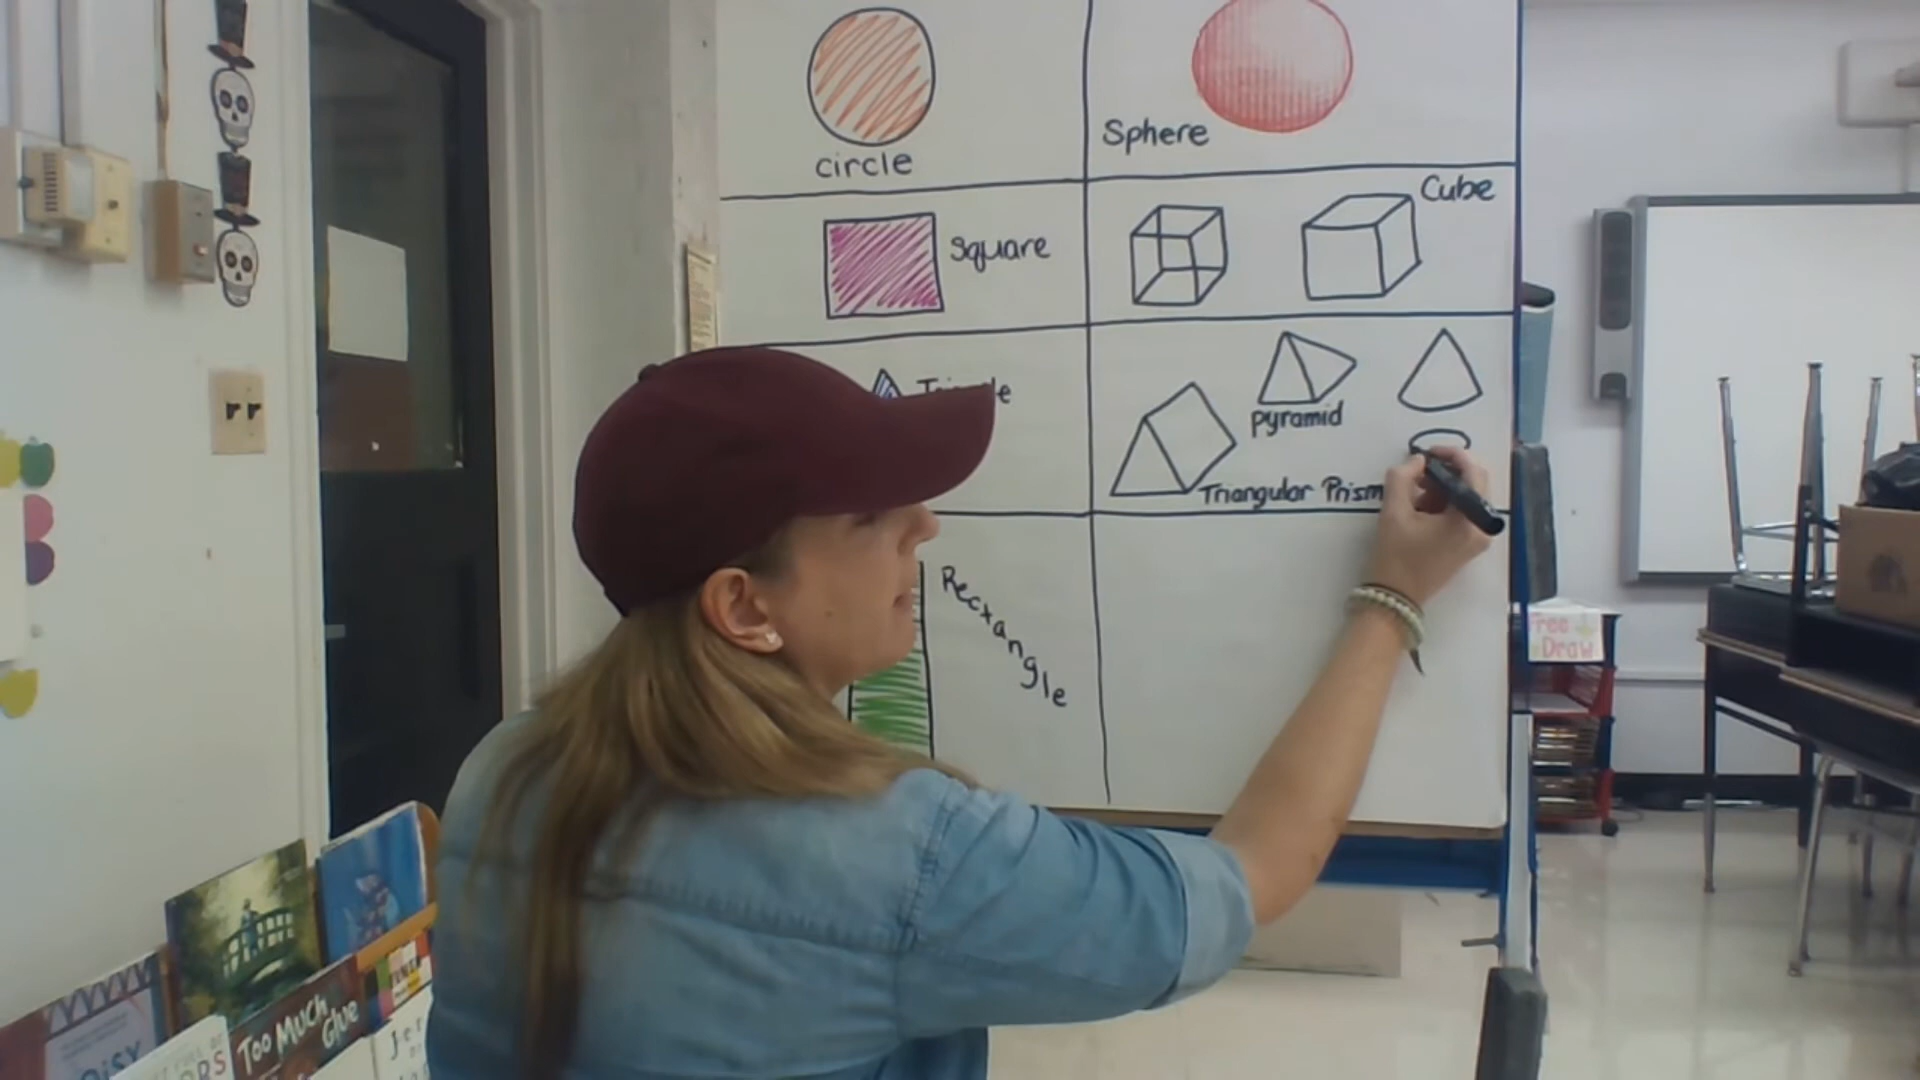 circle
Sphere
Square
Cube
pyramid
Triangular Prism
Rectangle
Free
Draw
Too Much
Glue